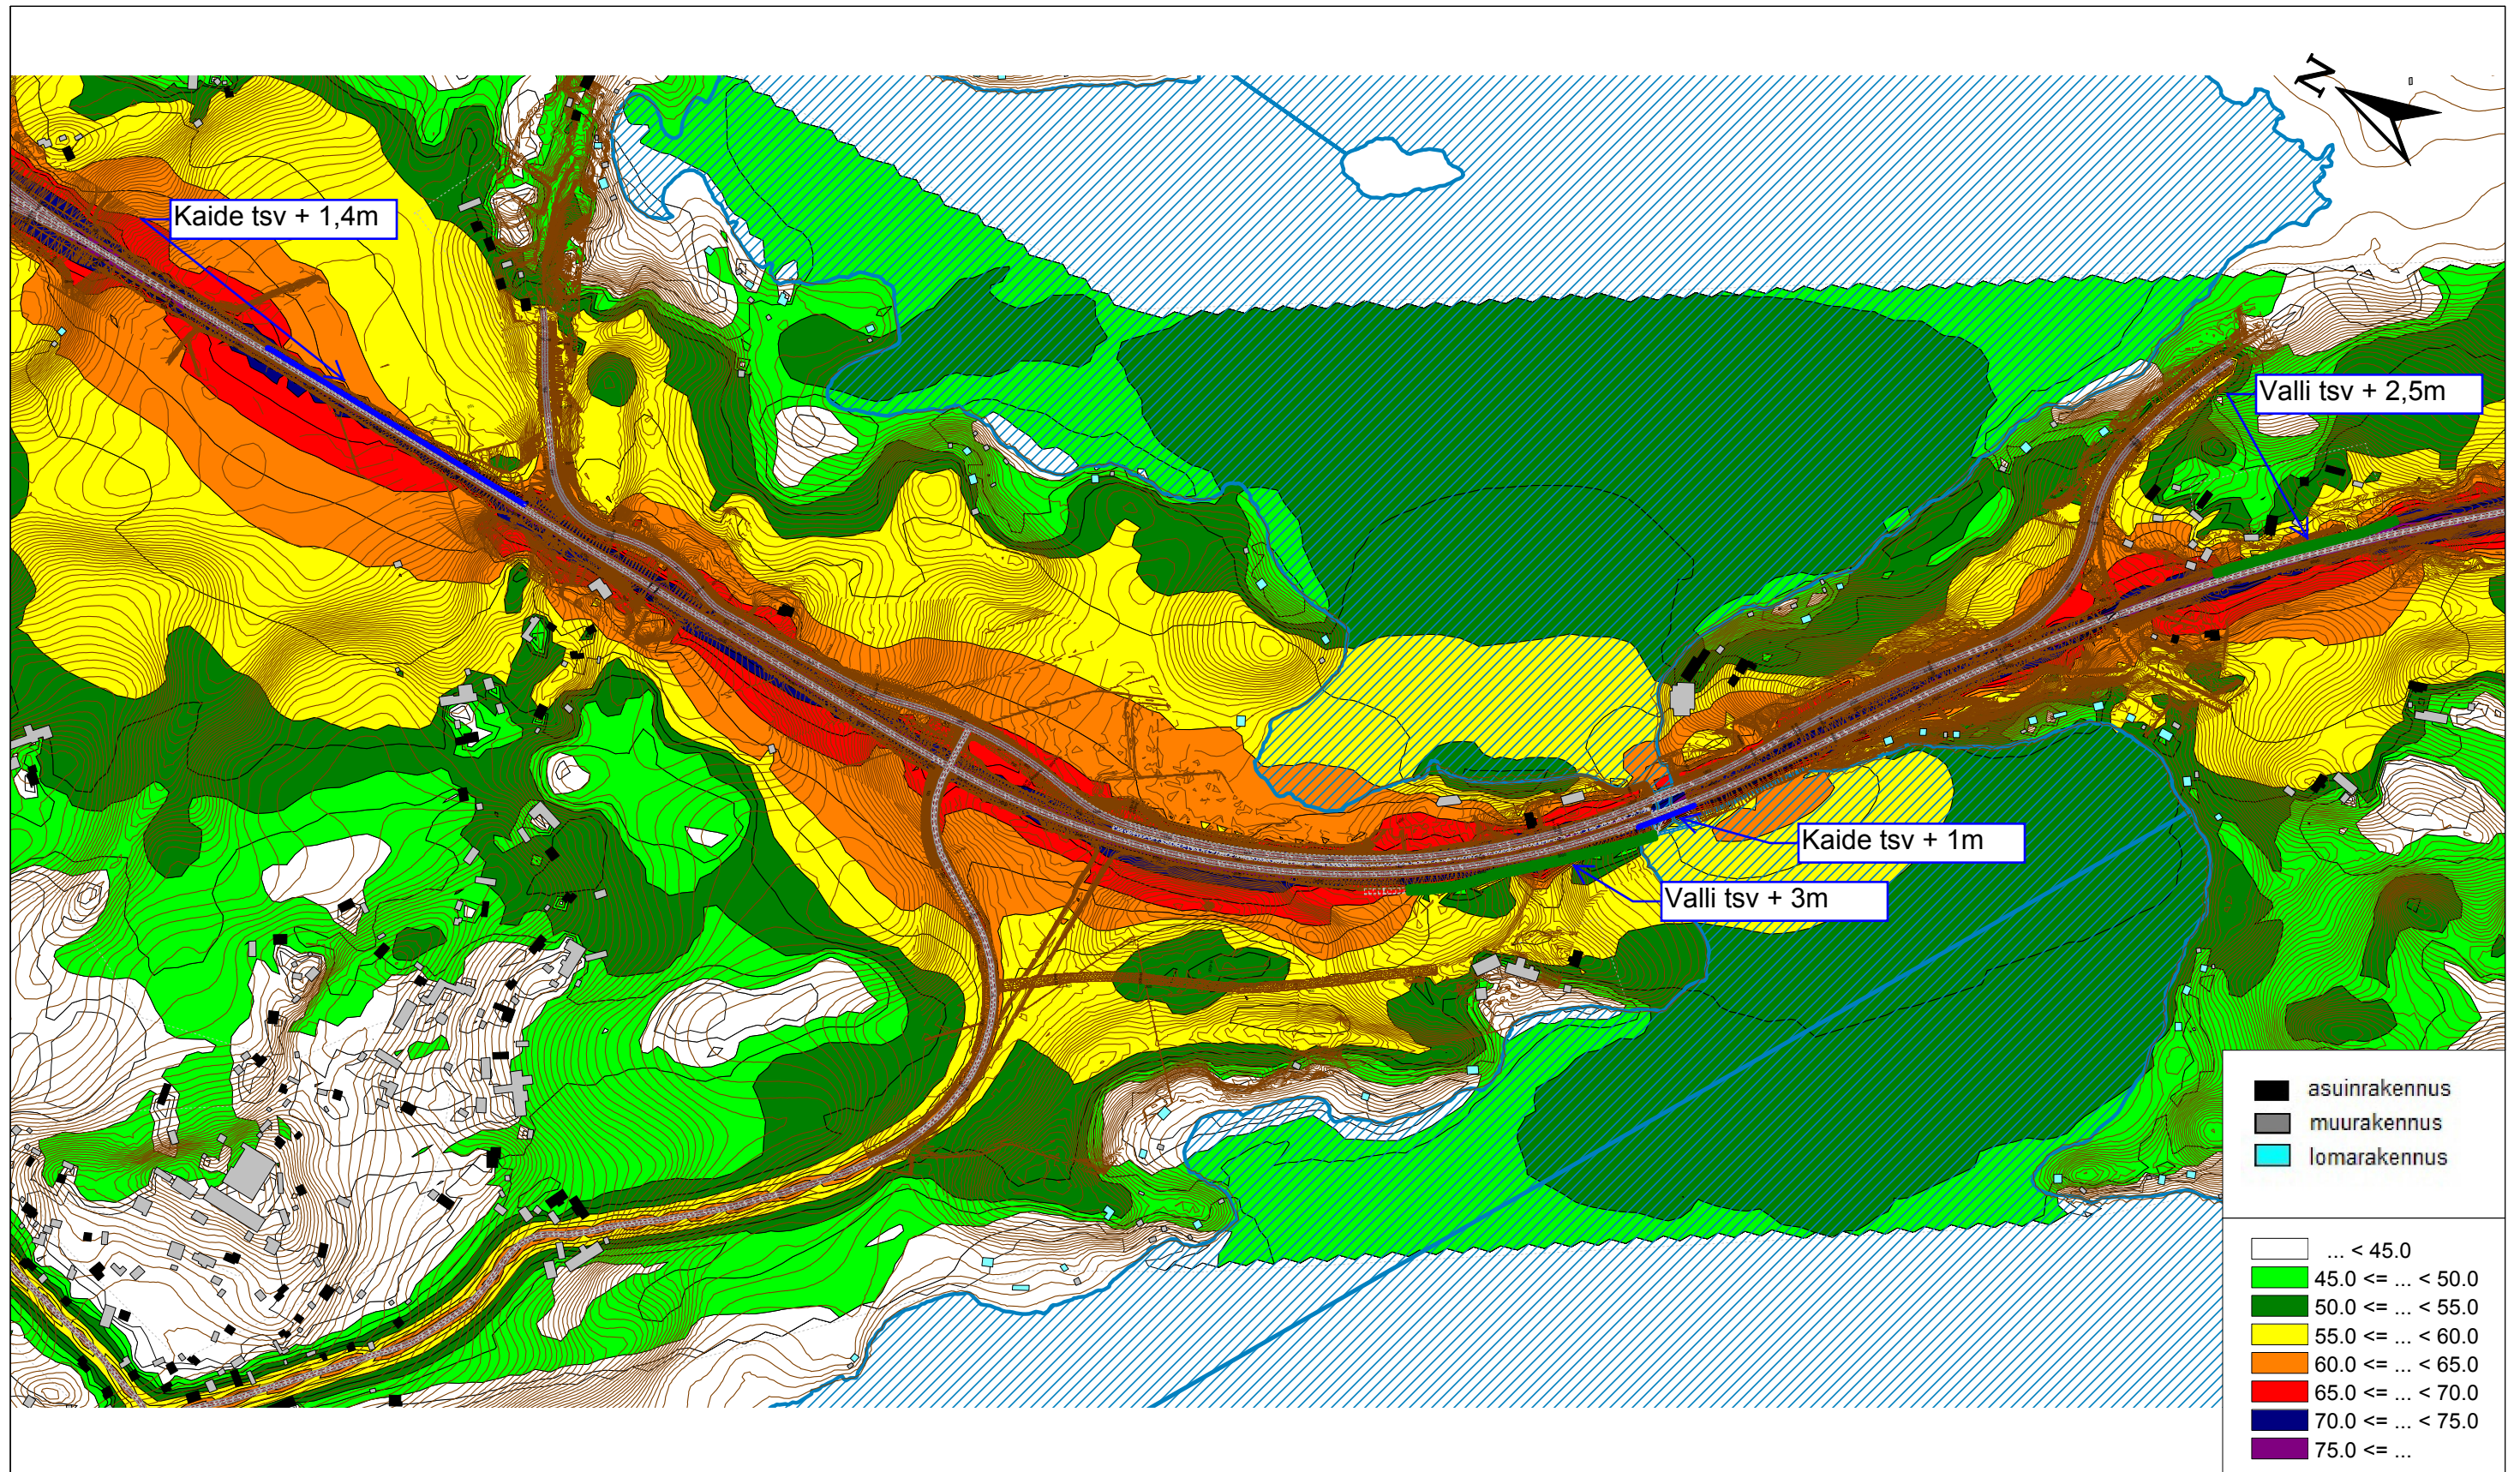 N
Kaide tsv + 1,4m
Valli tsv + 2,5m
Kaide tsv + 1m
Valli tsv + 3m
asuinrakennus
muurakennus
lomarakennus
... < 45.0
45.0 <= ... < 50.0
50.0 <= ... < 55.0
55.0 <= ... < 60.0
60.0 <= ... < 65.0
65.0 <= ... < 70.0
70.0 <= ... < 75.0
75.0 <= ...